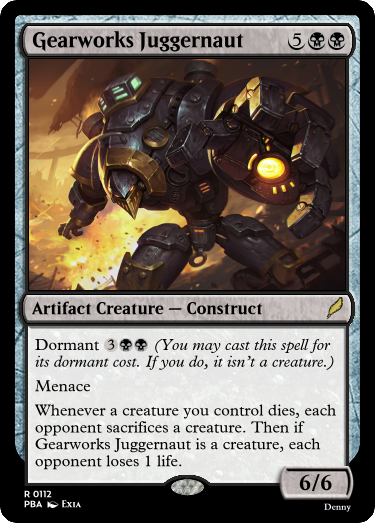 Gearworks Juggernaut 5
Artifact Creature — Construct
Dormant 3 (You may cast this spell for
its dormant cost. If you do, it isn't a creature.)
Menace
Whenever a creature you control dies, each
opponent sacrifices a creature. Then if
Gearworks Juggernaut is a creature, each
opponent loses 1 life.
6/6
R 0112
PBA EXIA
Denny